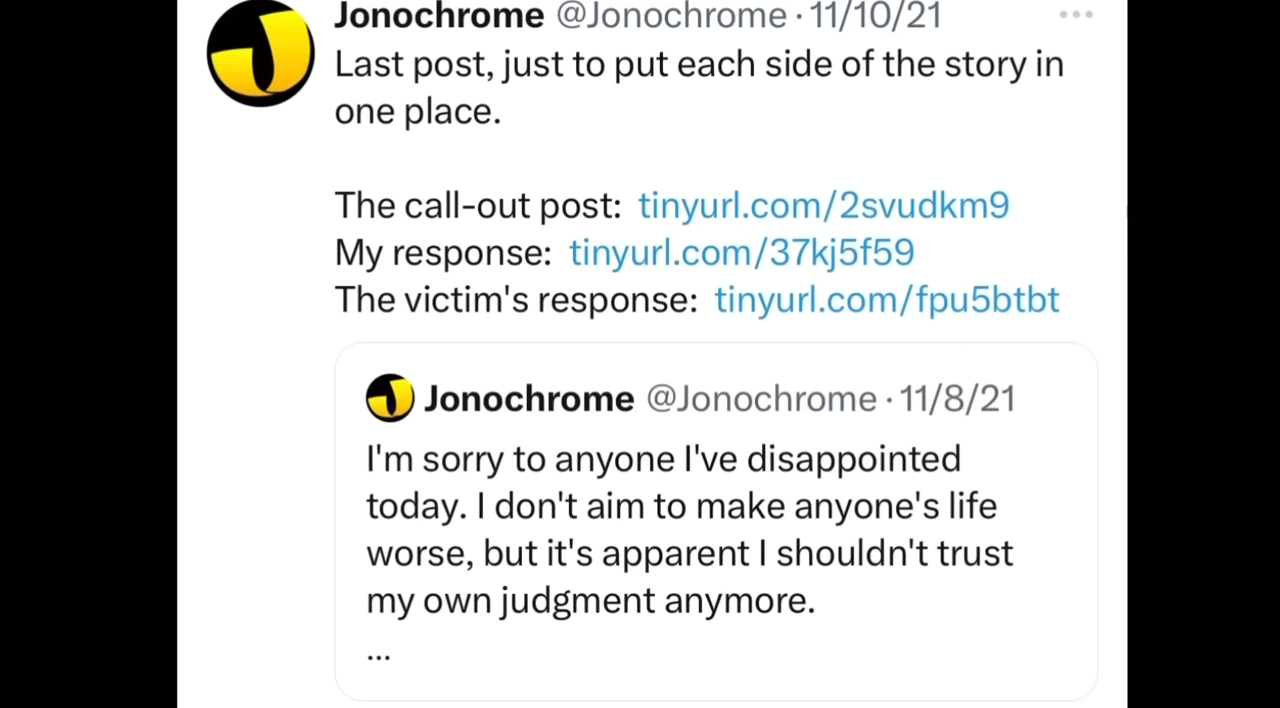 Jonochrome @Jonochrome · 11/10/21
Last post, just to put each side of the story in
one place.
The call-out post: tinyurl.com/2svudkm9
My response: tinyurl.com/37kj5f59
The victim's response: tinyurl.com/fpu5btbt
Jonochrome @Jonochrome · 11/8/21
I'm sorry to anyone I've disappointed
today. I don't aim to make anyone's life
worse, but it's apparent I shouldn't trust
my own judgment anymore.
...